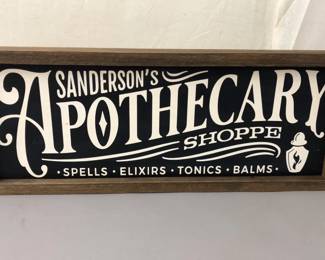 SANDERSON'S
APOTHECARY
SHOPPE
• SPELLS • ELIXIRS • TONICS • BALMS •